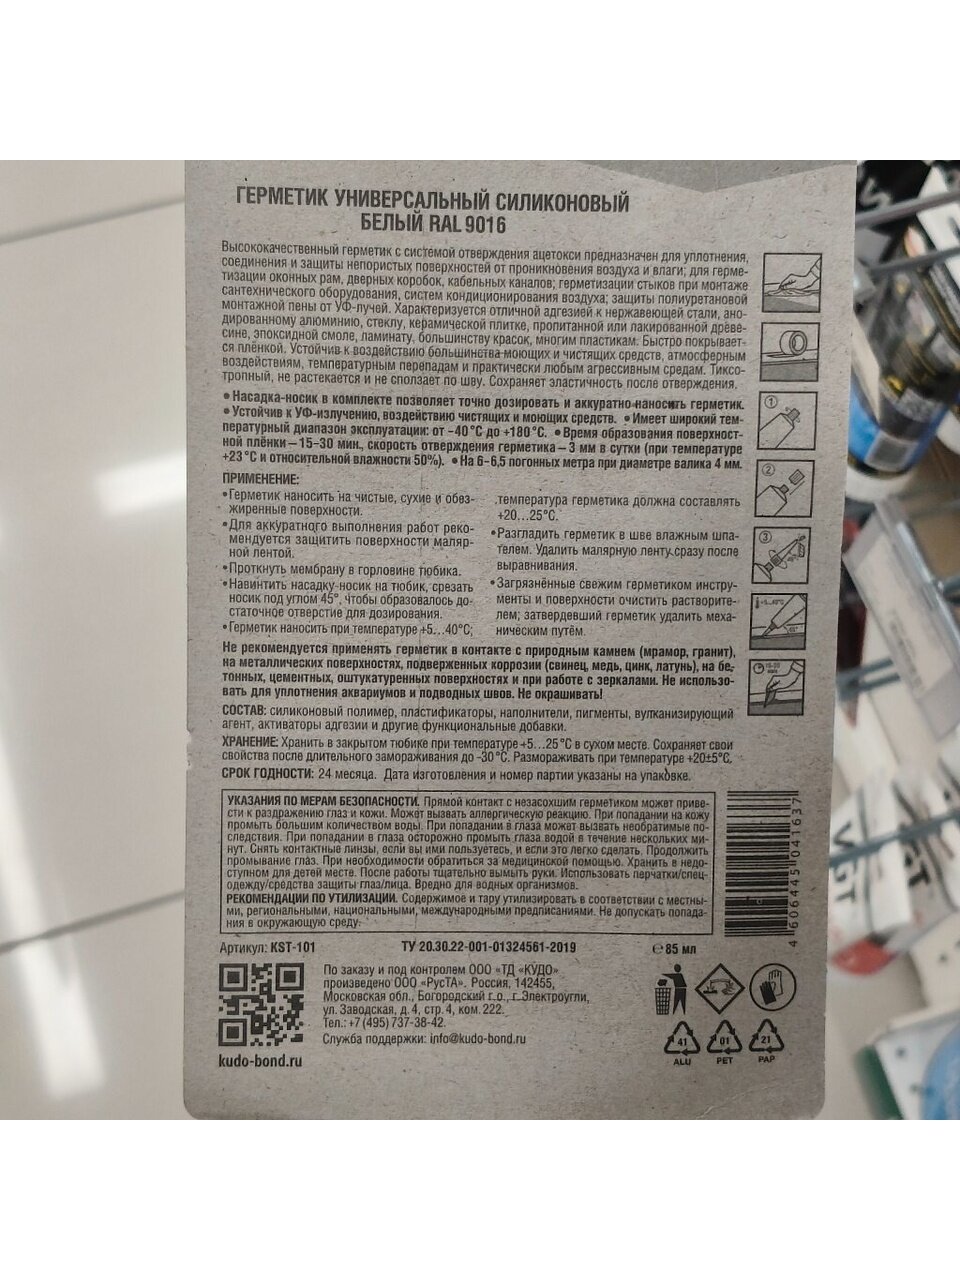 ГЕРМЕТИК УНИВЕРСАЛЬНЫЙ СИЛИКОНОВЫЙ
БЕЛЫЙ RAL 9016
Высококачественный герметик с системой отверждения ацетокси предназначен для уплотнения,
соединения и защиты непористых поверхностей от проникновения воздуха и влаги; для герме-
тизации оконных рам, дверных коробок, кабельных каналов; герметизации стыков при монтаже
сантехнического оборудования, систем кондиционирования воздуха; защиты полиуретановой
монтажной пены от УФ-лучей. Характеризуется отличной адгезией к нержавеющей стали, ано-
дированному алюминию, стеклу, керамической плитке, пропитанной или лакированной древе-
сине, эпоксидной смоле, ламинату, большинству красок, многим пластикам. Быстро покрывает-
ся плёнкой. Устойчив к воздействию большинства моющих и чистящих средств, атмосферным
воздействиям, температурным перепадам и практически любым агрессивным средам. Тиксо-
тропный, не растекается и не сползает по шву. Сохраняет эластичность после отверждения.
• Насадка-носик в комплекте позволяет точно дозировать и аккуратно наносить герметик.
• Устойчив к УФ-излучению, воздействию чистящих и моющих средств. • Имеет широкий тем-
пературный диапазон эксплуатации: от –40°С до +180°С. • Время образования поверхност-
ной плёнки – 15–30 мин., скорость отверждения герметика – 3 мм в сутки (при температуре
+23°С и относительной влажности 50%). • На 6–6,5 погонных метра при диаметре валика 4 мм.
ПРИМЕНЕНИЕ:
• Герметик наносить на чистые, сухие и обез-
жиренные поверхности.
• Для аккуратного выполнения работ реко-
мендуется защитить поверхности маляр-
ной лентой.
• Проткнуть мембрану в горловине тюбика.
• Навинтить насадку-носик на тюбик, срезать
носик под углом 45°, чтобы образовалось до-
статочное отверстие для дозирования.
• Герметик наносить при температуре +5...40°С;
температура герметика должна составлять
+20...25°С.
• Разгладить герметик в шве влажным шпа-
телем. Удалить малярную ленту сразу после
выравнивания.
• Загрязнённые свежим герметиком инстру-
менты и поверхности очистить растворите-
лем; затвердевший герметик удалить меха-
ническим путём.
Не рекомендуется применять герметик в контакте с природным камнем (мрамор, гранит),
на металлических поверхностях, подверженных коррозии (свинец, медь, цинк, латунь), на бе-
тонных, цементных, оштукатуренных поверхностях и при работе с зеркалами. Не использо-
вать для уплотнения аквариумов и подводных швов. Не окрашивать!
СОСТАВ: силиконовый полимер, пластификаторы, наполнители, пигменты, вулканизирующий
агент, активаторы адгезии и другие функциональные добавки.
ХРАНЕНИЕ: Хранить в закрытом тюбике при температуре +5...25°С в сухом месте. Сохраняет свои
свойства после длительного замораживания до –30°С. Размораживать при температуре +20±5°С.
СРОК ГОДНОСТИ: 24 месяца. Дата изготовления и номер партии указаны на упаковке.
УКАЗАНИЯ ПО МЕРАМ БЕЗОПАСНОСТИ. Прямой контакт с незасохшим герметиком может приве-
сти к раздражению глаз и кожи. Может вызвать аллергическую реакцию. При попадании на кожу
промыть большим количеством воды. При попадании в глаза может вызвать необратимые по-
следствия. При попадании в глаза осторожно промыть глаза водой в течение нескольких ми-
нут. Снять контактные линзы, если вы ими пользуетесь, и если это легко сделать. Продолжить
промывание глаз. При необходимости обратиться за медицинской помощью. Хранить в недо-
ступном для детей месте. После работы тщательно вымыть руки. Использовать перчатки/спец-
одежду/средства защиты глаз/лица. Вредно для водных организмов.
РЕКОМЕНДАЦИИ ПО УТИЛИЗАЦИИ. Содержимое и тару утилизировать в соответствии с местны-
ми, региональными, национальными, международными предписаниями. Не допускать попада-
ния в окружающую среду.
4 606445 041637
Артикул: KST-101
ТУ 20.30.22-001-01324561-2019
℮ 85 мл
По заказу и под контролем ООО «ТД «КУДО»
произведено ООО «РусТА». Россия, 142455,
Московская обл., Богородский г.о., г. Электроугли,
ул. Заводская, д. 4, стр. 4, ком. 222.
Тел.: +7 (495) 737-38-42.
Служба поддержки: info@kudo-bond.ru
kudo-bond.ru
1
2
3
+5...40°С
45°
15-30
41
ALU
01
PET
21
PAP